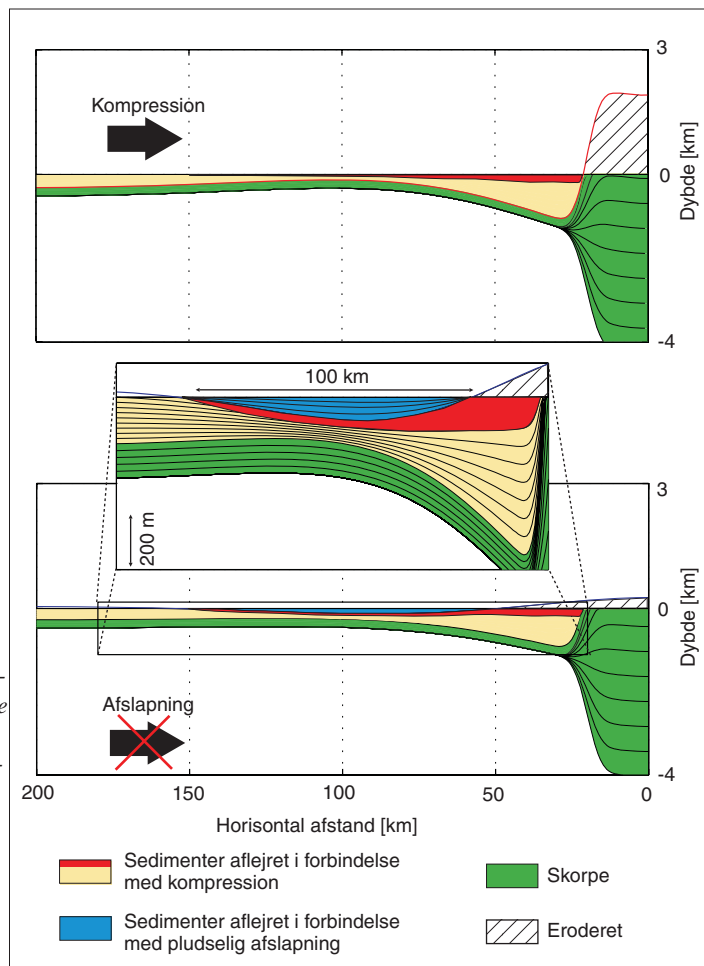 3
Kompression
0
Dybde [km]
-4
100 km
200 m
3
0
Dybde [km]
e
Afslapning
-4
200
150
100
50
0
Horisontal afstand [km]
Sedimenter aflejret i forbindelse
med kompression
Skorpe
Sedimenter aflejret i forbindelse
med pludselig afslapning
Eroderet